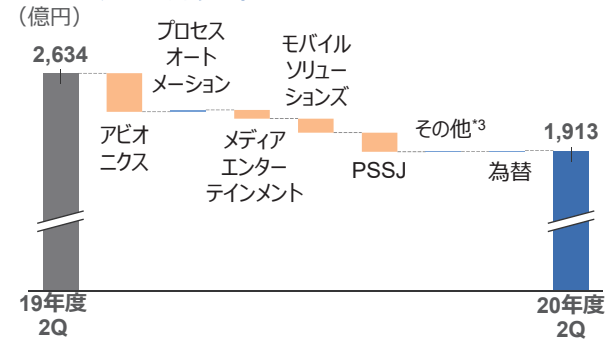 （億円）
2,634
プロセス
オート
メーション
モバイル
ソリュー
ションズ
アビオ
ニクス
メディア
エンター
テインメント
PSSJ
その他*3
為替
1,913
19年度
2Q
20年度
2Q